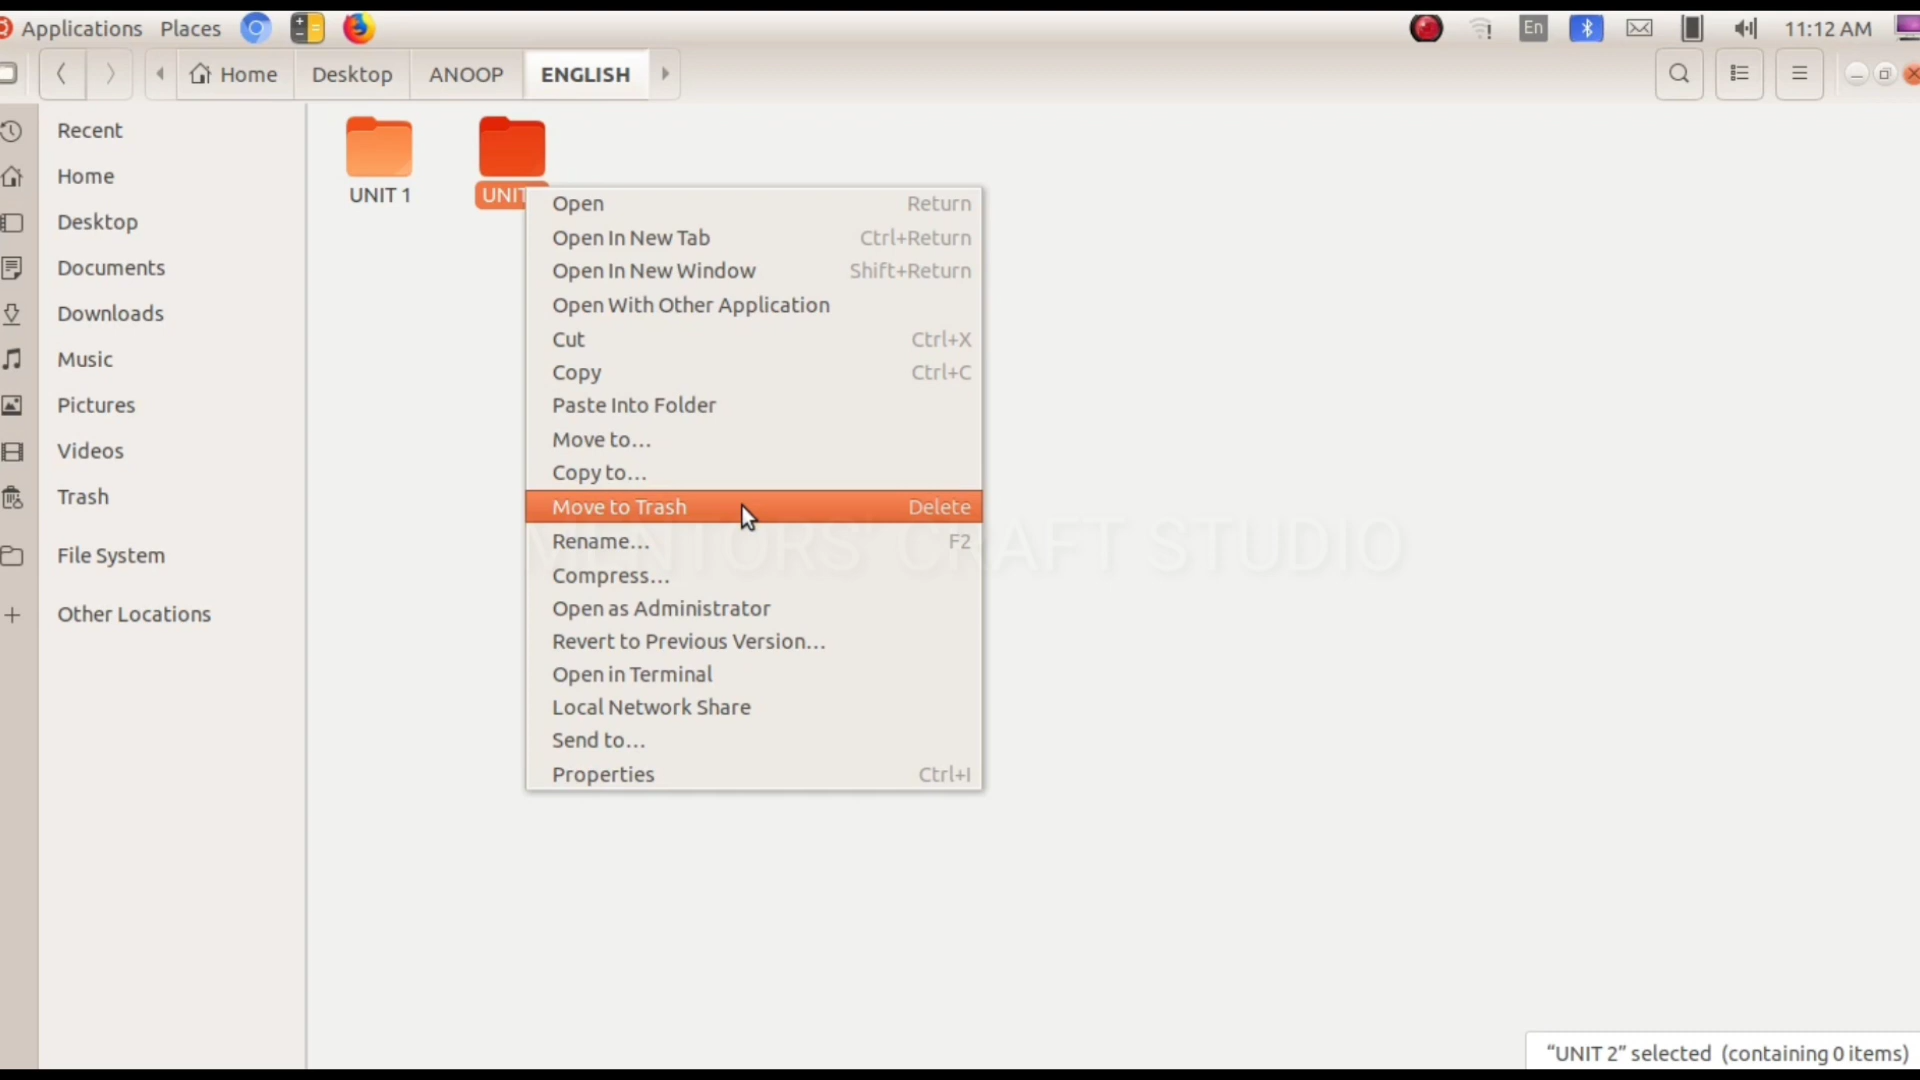 Applications Places
En 11:12 AM
Home Desktop ANOOP ENGLISH
Recent
Home
Desktop
Documents
Downloads
Music
Pictures
Videos
Trash
File System
Other Locations
UNIT 1
UNIT
Open Return
Open In New Tab Ctrl+Return
Open In New Window Shift+Return
Open With Other Application
Cut Ctrl+X
Copy Ctrl+C
Paste Into Folder
Move to…
Copy to…
Move to Trash Delete
Rename… F2
Compress…
Open as Administrator
Revert to Previous Version…
Open in Terminal
Local Network Share
Send to…
Properties Ctrl+I
MENTORS' CRAFT STUDIO
“UNIT 2” selected (containing 0 items)